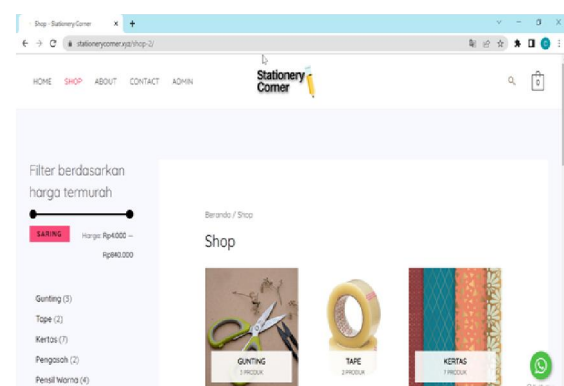 Shop - Stationery Corner
stationerycorner.xyz/shop-2/
HOME SHOP ABOUT CONTACT ADMIN
Stationery
Corner
0
Filter berdasarkan
harga termurah
SARING
Harga: Rp4.000 —
Rp840.000
Beranda / Shop
Shop
Gunting (3)
Tape (2)
Kertas (7)
Pengasah (2)
Pensil Warna (4)
GUNTING
3 PRODUK
TAPE
2 PRODUK
KERTAS
7 PRODUK